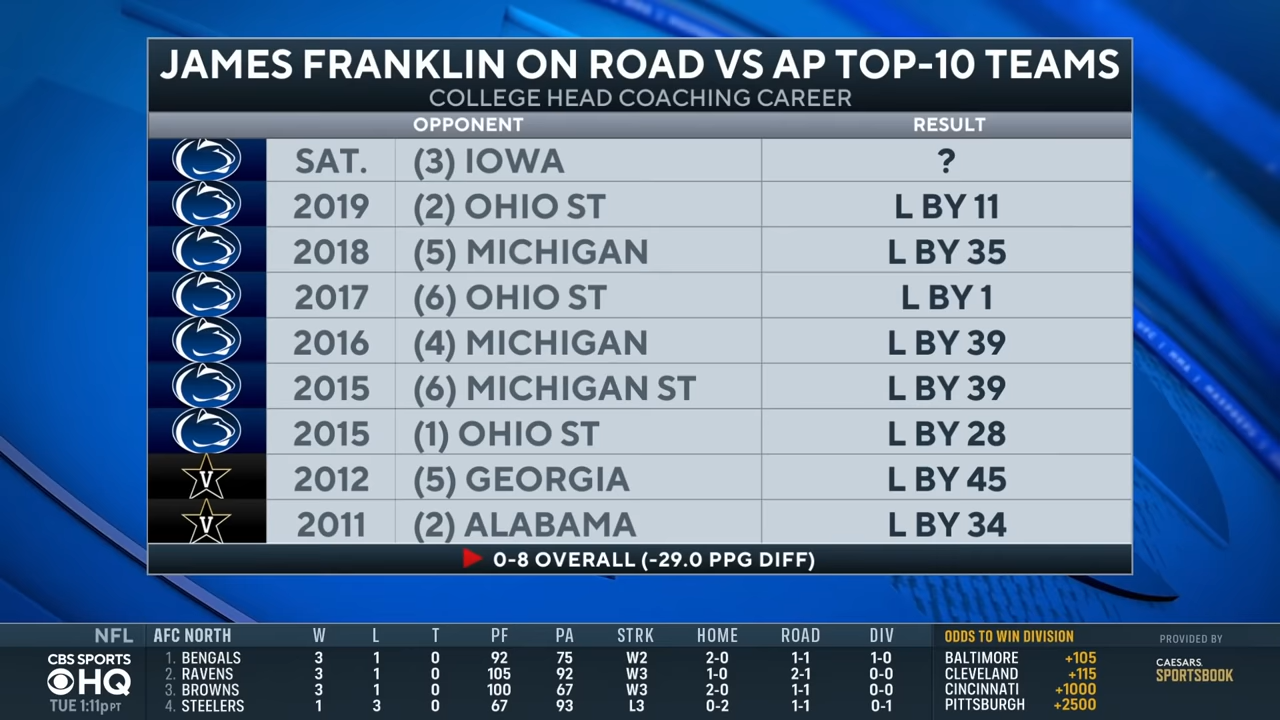 JAMES FRANKLIN ON ROAD VS AP TOP-10 TEAMS
COLLEGE HEAD COACHING CAREER
OPPONENT RESULT
SAT. (3) IOWA ?
2019 (2) OHIO ST L BY 11
2018 (5) MICHIGAN L BY 35
2017 (6) OHIO ST L BY 1
2016 (4) MICHIGAN L BY 39
2015 (6) MICHIGAN ST L BY 39
2015 (1) OHIO ST L BY 28
V 2012 (5) GEORGIA L BY 45
V 2011 (2) ALABAMA L BY 34
0-8 OVERALL (-29.0 PPG DIFF)
NFL AFC NORTH W L T PF PA STRK HOME ROAD DIV ODDS TO WIN DIVISION PROVIDED BY
CBS SPORTS HQ
TUE 1:11PPT
1. BENGALS 3 1 0 92 75 W2 2-0 1-1 1-0 BALTIMORE +105
2. RAVENS 3 1 0 105 92 W3 1-0 2-1 0-0 CLEVELAND +115
3. BROWNS 3 1 0 100 67 W3 2-0 1-1 0-0 CINCINNATI +1000
4. STEELERS 1 3 0 67 93 L3 0-2 1-1 0-1 PITTSBURGH +2500
CAESARS
SPORTSBOOK